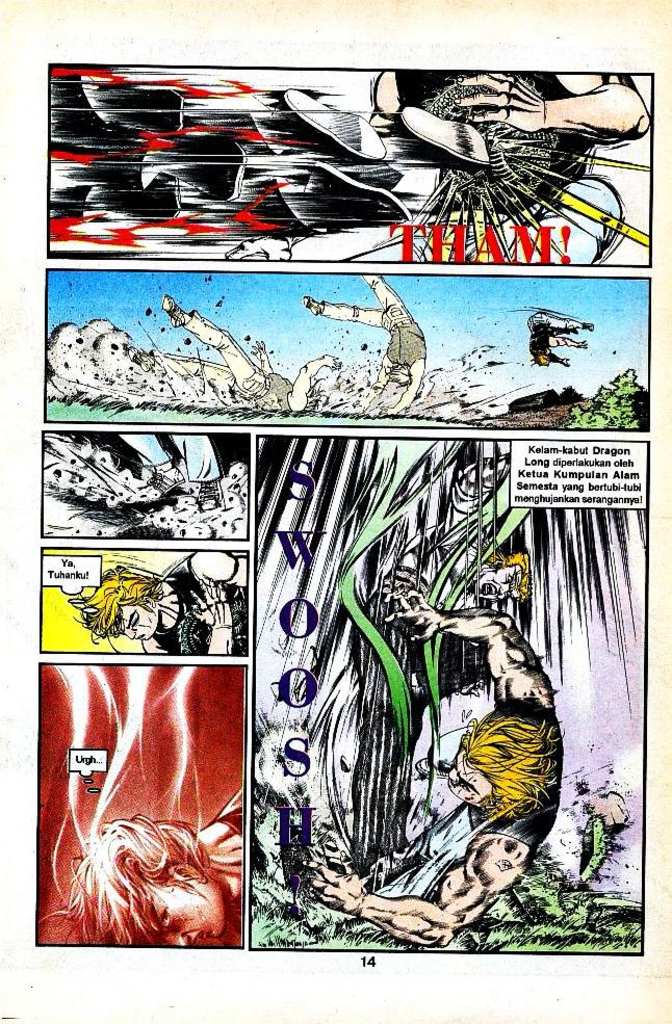 THAM!
Kelam-kabut Dragon
Long diperlakukan oleh
Ketua Kumpulan Alam
Semesta yang bertubi-tubi
menghujankan serangannya!
SWOOSH!
Ya,
Tuhanku!
Urgh...
14